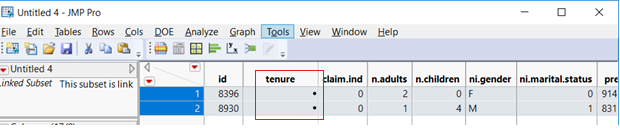 Untitled 4 - JMP Pro
File Edit Tables Rows Cols DOE Analyze Graph Tools View Window Help
Untitled 4
Linked Subset This subset is link
id tenure claim.ind n.adults n.children ni.gender ni.marital.status pre
1 8396 • 0 2 0 F 0 914
2 8930 • 0 1 4 M 1 831